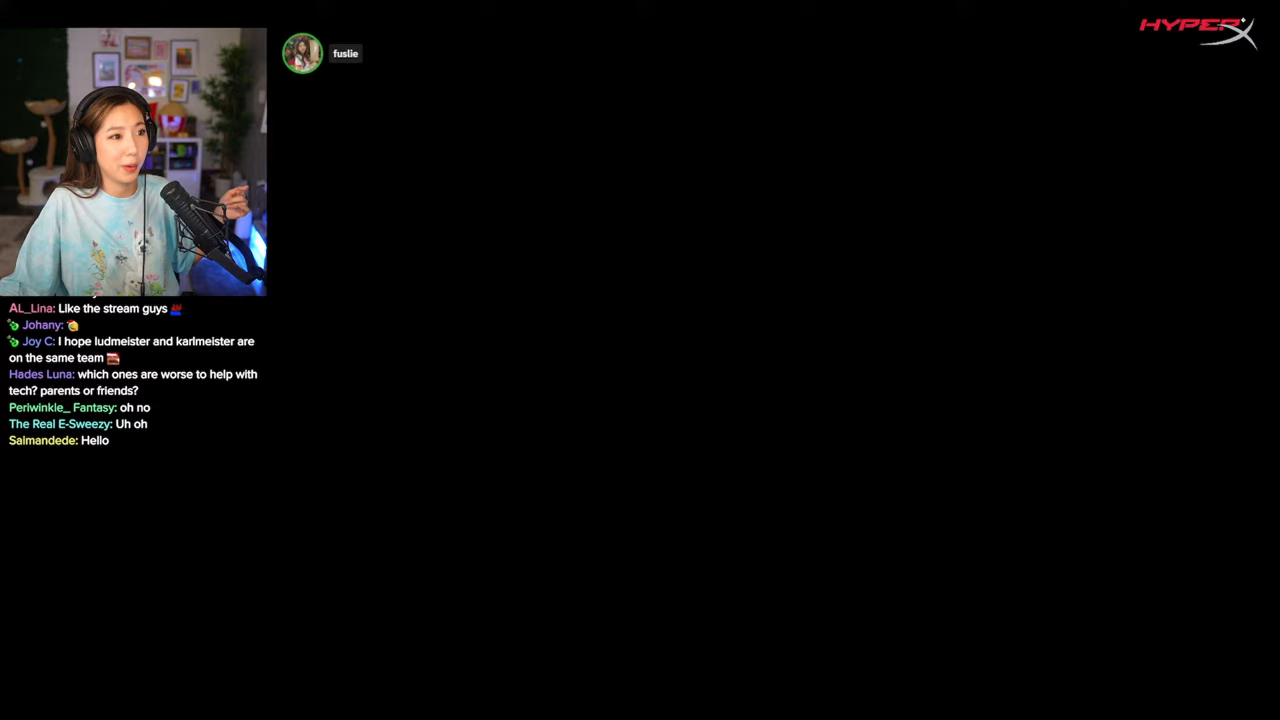 HYPERX
fuslie
AL_Lina: Like the stream guys
Johany:
Joy C: I hope ludmeister and karlmeister are
on the same team
Hades Luna: which ones are worse to help with
tech? parents or friends?
Periwinkle_ Fantasy: oh no
The Real E-Sweezy: Uh oh
Saimandede: Hello